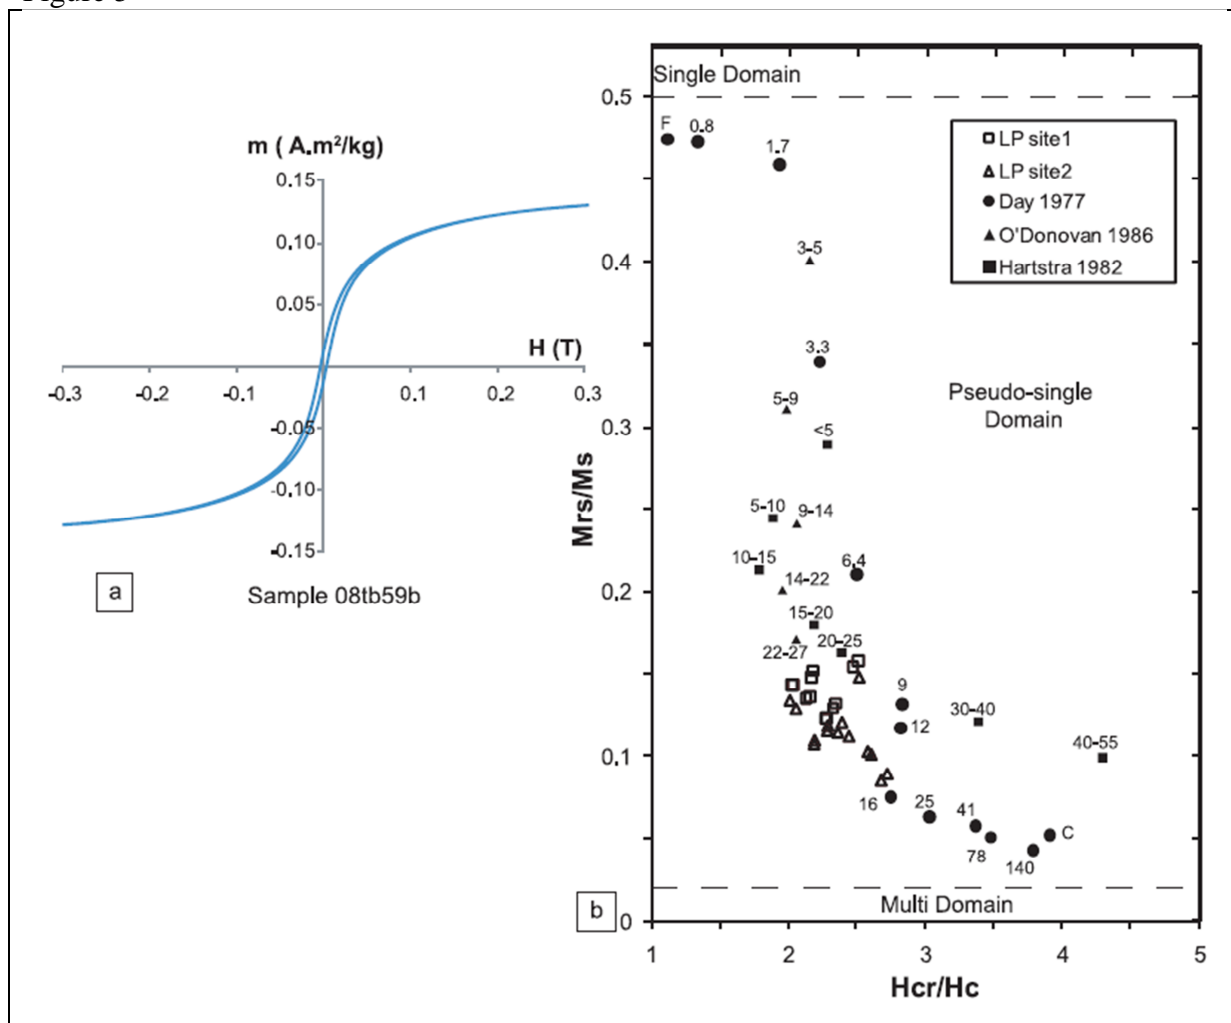 Figure 3
m ( A.m²/kg)
0.15
0.10
0.05
H (T)
-0.3 -0.2 -0.1 0.1 0.2 0.3
-0.05
-0.10
-0.15
a
Sample 08tb59b
Single Domain
0.5
F 0.8
1.7
LP site1
LP site2
Day 1977
O'Donovan 1986
Hartstra 1982
3-5
0.4
3.3
5-9
Pseudo-single
Domain
<5
0.3
Mrs/Ms
5-10 9-14
10-15 6.4
14-22
0.2
15-20
20-25
22-27
9
30-40
12
40-55
0.1
16 25 41
C
78
140
b
Multi Domain
0
1 2 3 4 5
Hcr/Hc